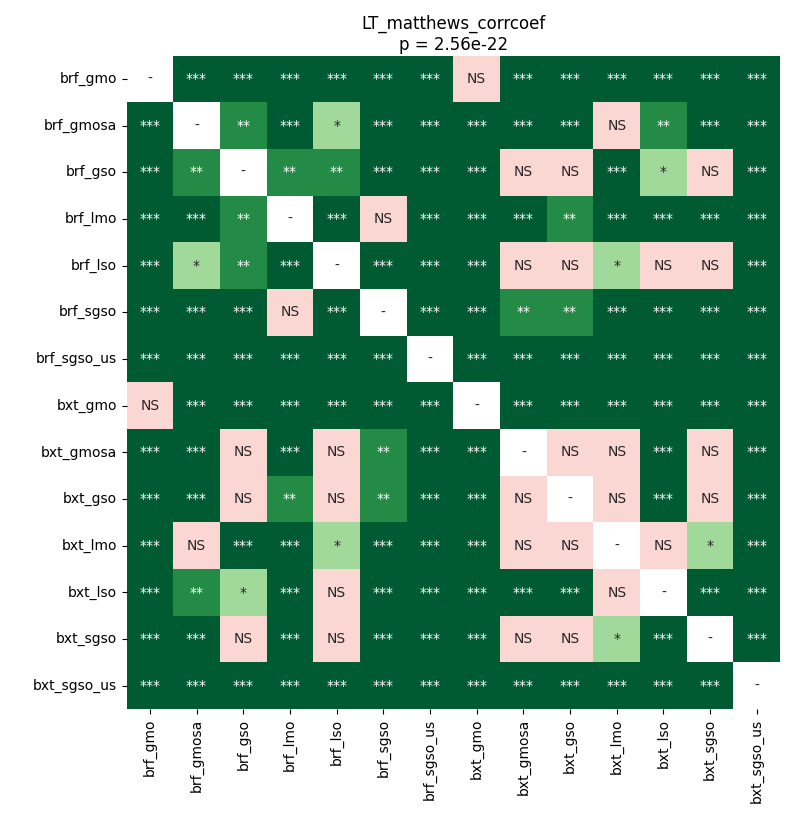 LT_matthews_corrcoef
p = 2.56e-22
brf_gmo - *** *** *** *** *** *** NS *** *** *** *** *** ***
brf_gmosa *** - ** *** * *** *** *** *** *** NS ** *** ***
brf_gso *** ** - ** ** *** *** *** NS NS *** * NS ***
brf_lmo *** *** ** - *** NS *** *** *** ** *** *** *** ***
brf_lso *** * ** *** - *** *** *** NS NS * NS NS ***
brf_sgso *** *** *** NS *** - *** *** ** ** *** *** *** ***
brf_sgso_us *** *** *** *** *** *** - *** *** *** *** *** *** ***
bxt_gmo NS *** *** *** *** *** *** - *** *** *** *** *** ***
bxt_gmosa *** *** NS *** NS ** *** *** - NS NS *** NS ***
bxt_gso *** *** NS ** NS ** *** *** NS - NS *** NS ***
bxt_lmo *** NS *** *** * *** *** *** NS NS - NS * ***
bxt_lso *** ** * *** NS *** *** *** *** *** NS - *** ***
bxt_sgso *** *** NS *** NS *** *** *** NS NS * *** - ***
bxt_sgso_us *** *** *** *** *** *** *** *** *** *** *** *** *** -
brf_gmo brf_gmosa brf_gso brf_lmo brf_lso brf_sgso brf_sgso_us bxt_gmo bxt_gmosa bxt_gso bxt_lmo bxt_lso bxt_sgso bxt_sgso_us